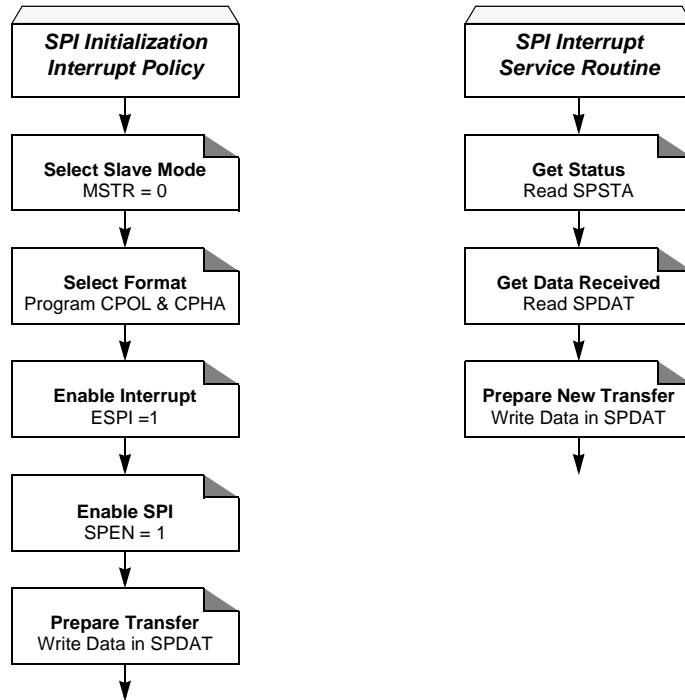 SPI Initialization
Interrupt Policy
Select Slave Mode
MSTR = 0
Select Format
Program CPOL & CPHA
Enable Interrupt
ESPI =1
Enable SPI
SPEN = 1
Prepare Transfer
Write Data in SPDAT
SPI Interrupt
Service Routine
Get Status
Read SPSTA
Get Data Received
Read SPDAT
Prepare New Transfer
Write Data in SPDAT